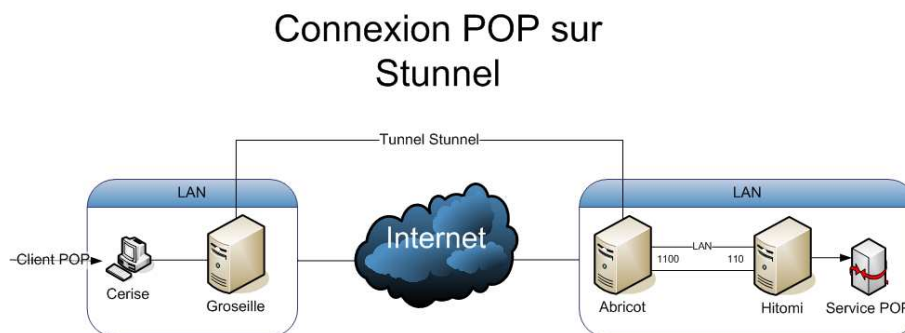 Connexion POP sur
Stunnel
Tunnel Stunnel
LAN
LAN
Internet
Client POP
Cerise
Groseille
Abricot
LAN
1100
110
Hitomi
Service POP